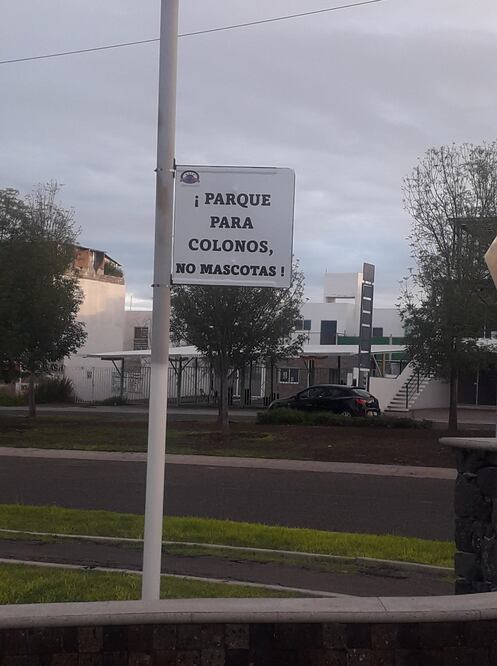 ¡ PARQUE
PARA
COLONOS,
NO MASCOTAS !